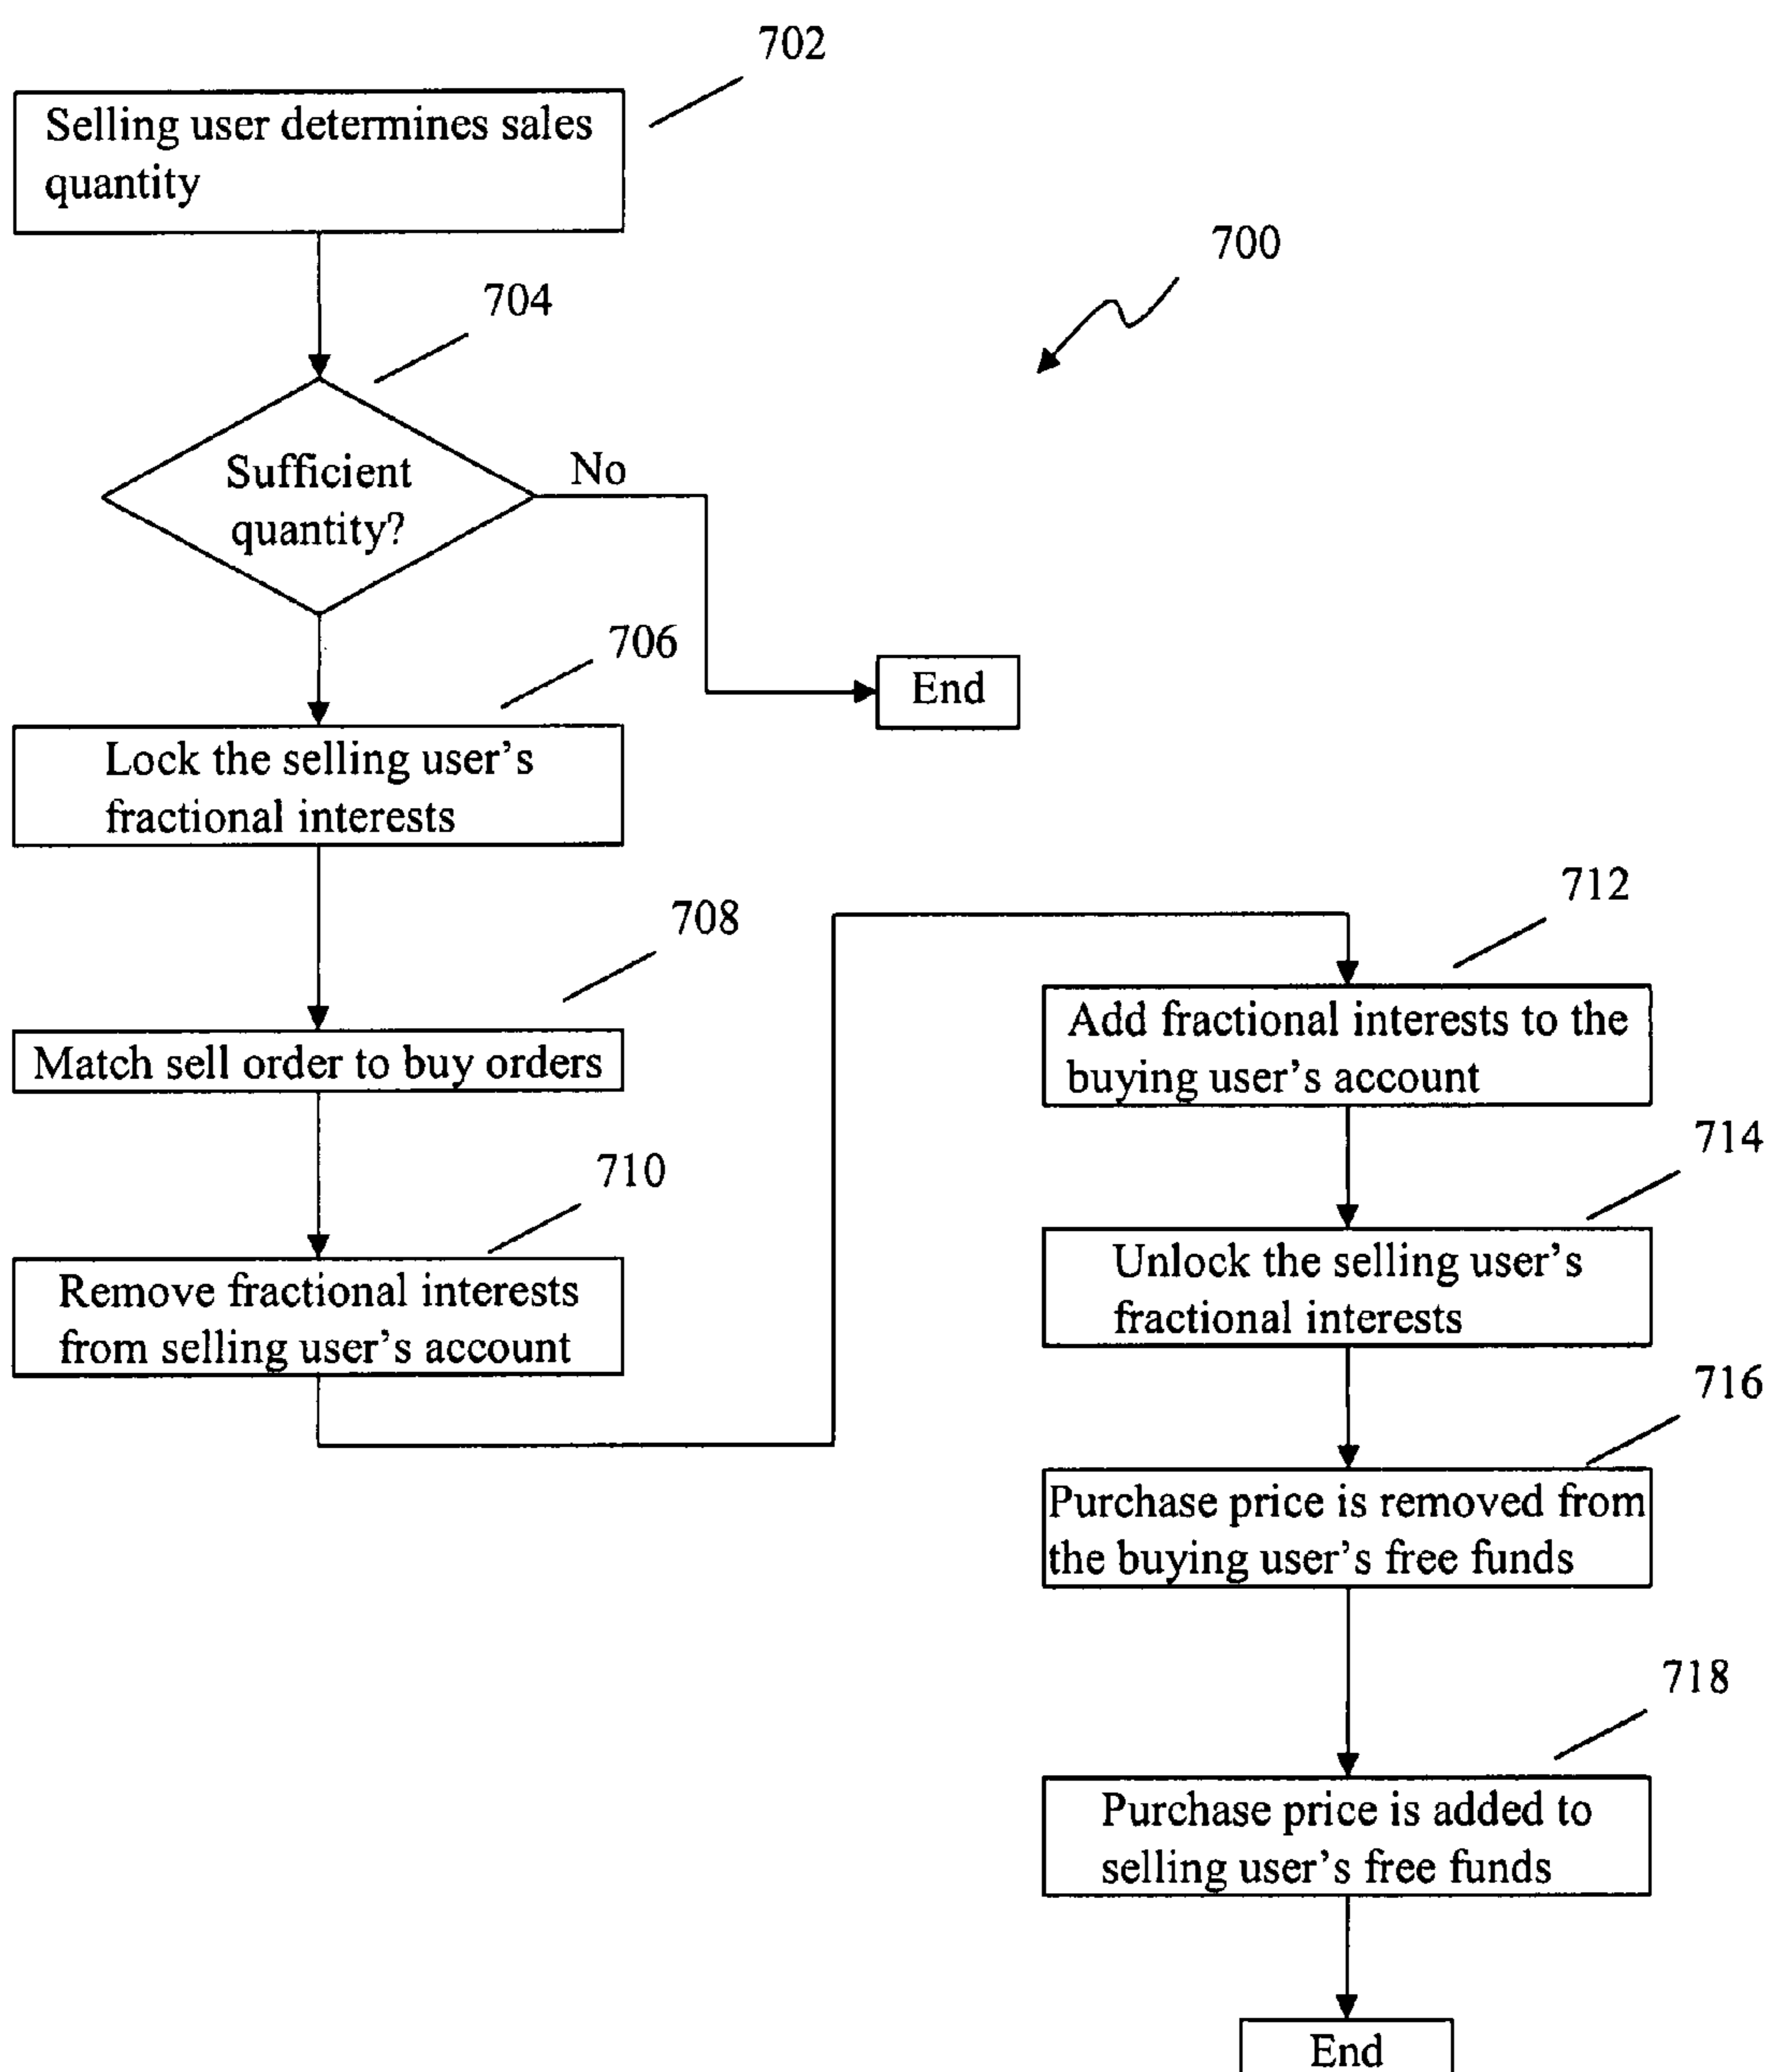 702
Selling user determines sales
quantity
700
704
Sufficient
quantity?
No
End
706
Lock the selling user's
fractional interests
708
Match sell order to buy orders
710
Remove fractional interests
from selling user's account
712
Add fractional interests to the
buying user's account
714
Unlock the selling user's
fractional interests
716
Purchase price is removed from
the buying user's free funds
718
Purchase price is added to
selling user's free funds
End